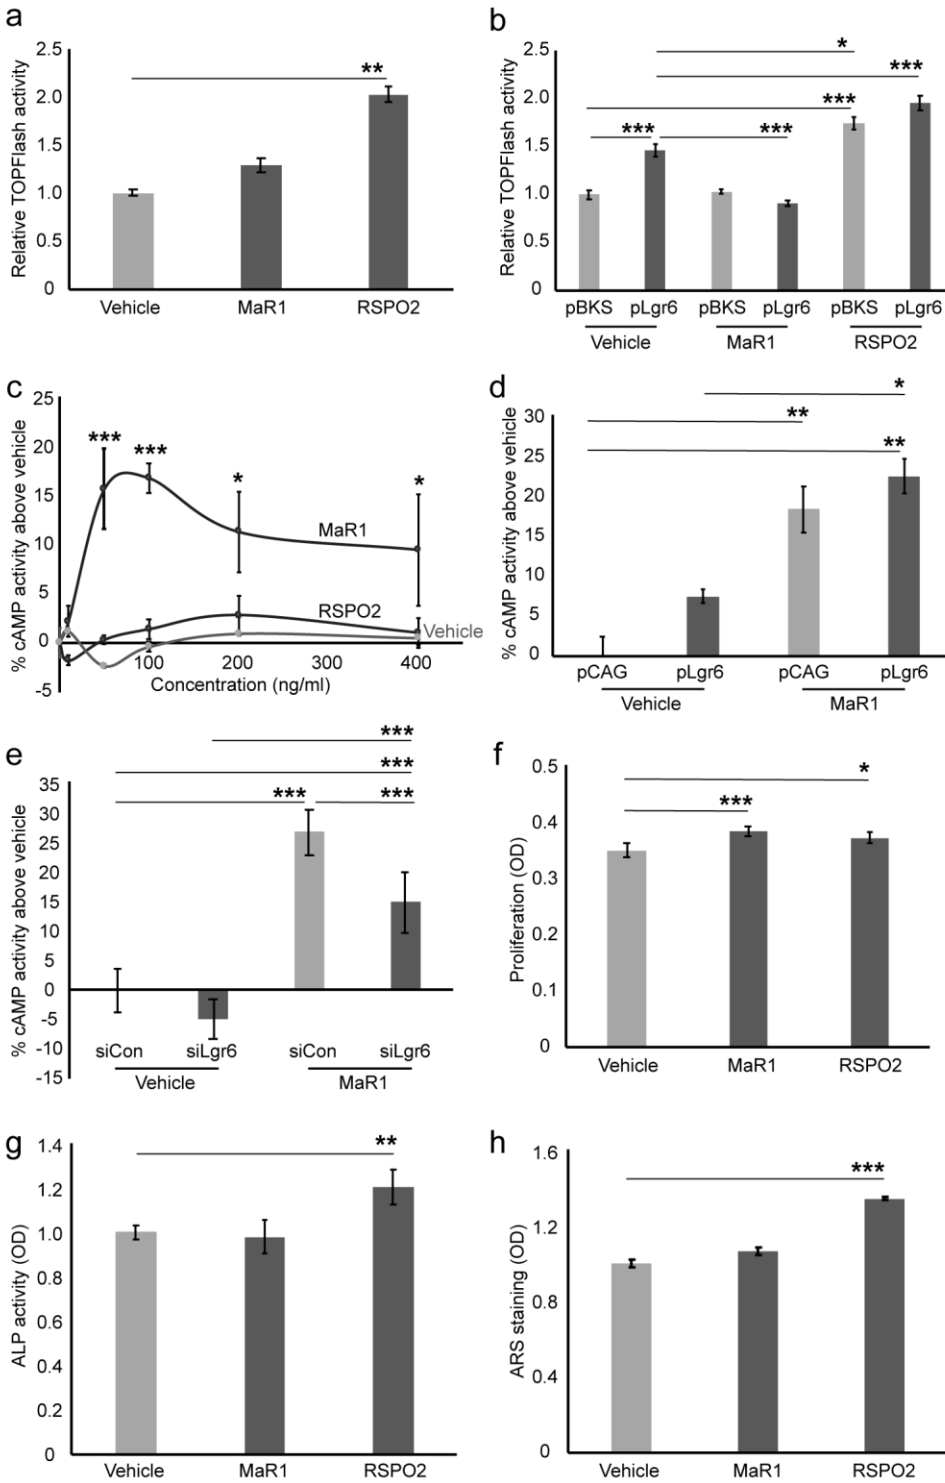 a
Relative TOPFlash activity
2.5
2.0
1.5
1.0
0.5
0
**
Vehicle MaR1 RSPO2
b
Relative TOPFlash activity
2.5
2.0
1.5
1.0
0.5
0
*
***
***
*** ***
pBKS pLgr6 pBKS pLgr6 pBKS pLgr6
Vehicle MaR1 RSPO2
c
% cAMP activity above vehicle
25
20
15
10
5
0
-5
*** *** * *
MaR1
RSPO2
Vehicle
100 200 300 400
Concentration (ng/ml)
d
% cAMP activity above vehicle
30
25
20
15
10
5
0
*
**
**
pCAG pLgr6 pCAG pLgr6
Vehicle MaR1
e
% cAMP activity above vehicle
35
30
25
20
15
10
5
0
-5
-10
-15
***
***
*** ***
siCon siLgr6 siCon siLgr6
Vehicle MaR1
f
Proliferation (OD)
0.5
0.4
0.3
0.2
0.1
0
*
***
Vehicle MaR1 RSPO2
g
ALP activity (OD)
1.4
1.2
1.0
0.8
0.6
0.4
0.2
0
**
Vehicle MaR1 RSPO2
h
ARS staining (OD)
1.6
1.2
0.8
0.4
0
***
Vehicle MaR1 RSPO2